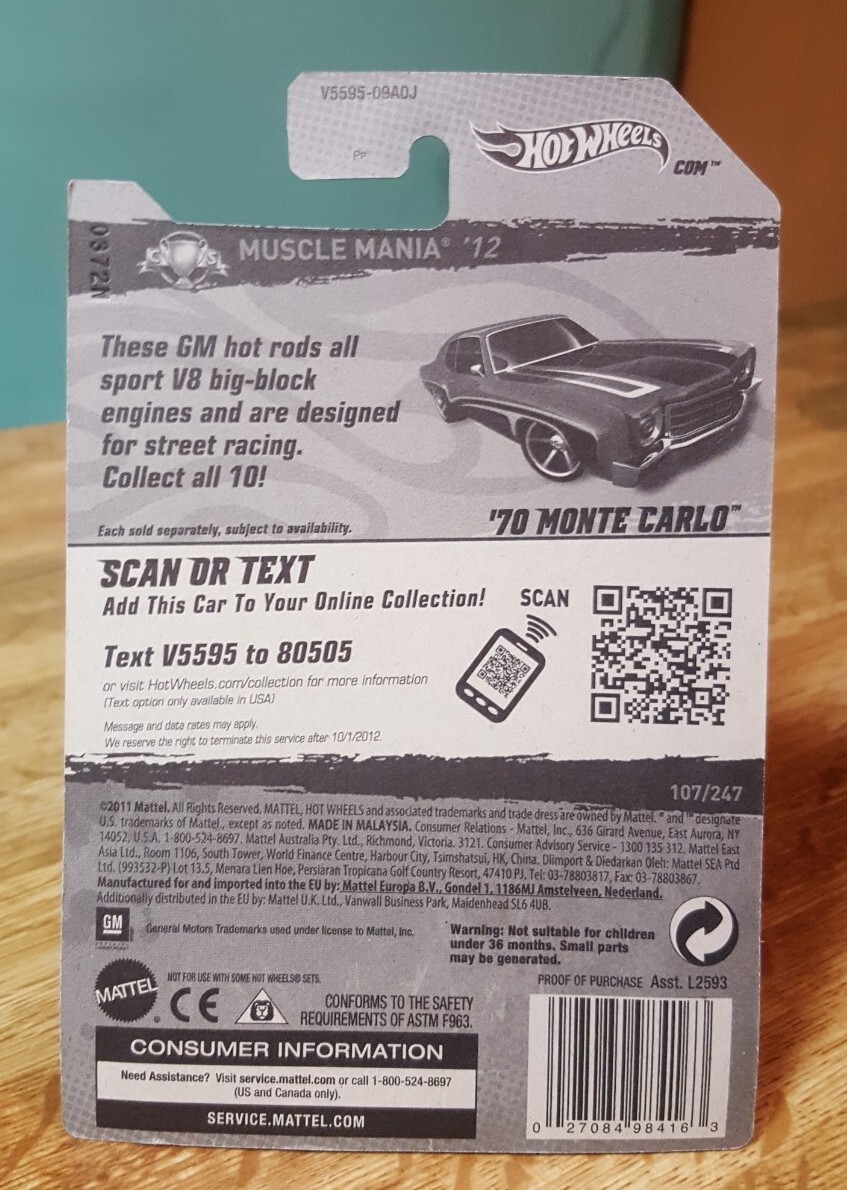 V5595-09A0J
PP
HOT WHEELS
COM™
0372N
MUSCLE MANIA® '12
These GM hot rods all
sport V8 big-block
engines and are designed
for street racing.
Collect all 10!
Each sold separately, subject to availability.
'70 MONTE CARLO™
SCAN OR TEXT
Add This Car To Your Online Collection!
SCAN
Text V5595 to 80505
or visit HotWheels.com/collection for more information
(Text option only available in USA)
Message and data rates may apply.
We reserve the right to terminate this service after 10/1/2012.
107/247
©2011 Mattel. All Rights Reserved. MATTEL, HOT WHEELS and associated trademarks and trade dress are owned by Mattel. ® and ™ designate
U.S. trademarks of Mattel., except as noted. MADE IN MALAYSIA. Consumer Relations - Mattel, Inc., 636 Girard Avenue, East Aurora, NY
14052, U.S.A. 1-800-524-8697. Mattel Australia Pty. Ltd., Richmond, Victoria. 3121. Consumer Advisory Service - 1300 135 312. Mattel East
Asia Ltd., Room 1106, South Tower, World Finance Centre, Harbour City, Tsimshatsui, HK, China. Diimport & Diedarkan Oleh: Mattel SEA Ptd
Ltd. (993532-P) Lot 13.5, Menara Lien Hoe, Persiaran Tropicana Golf Country Resort, 47410 PJ. Tel: 03-78803817, Fax: 03-78803867.
Manufactured for and imported into the EU by: Mattel Europa B.V., Gondel 1, 1186MJ Amstelveen, Nederland.
Additionally distributed in the EU by: Mattel U.K. Ltd., Vanwall Business Park, Maidenhead SL6 4UB.
GM
General Motors Trademarks used under license to Mattel, Inc.
Warning: Not suitable for children
under 36 months. Small parts
may be generated.
PROOF OF PURCHASE Asst. L2593
MATTEL
NOT FOR USE WITH SOME HOT WHEELS® SETS.
CE
CONFORMS TO THE SAFETY
REQUIREMENTS OF ASTM F963.
CONSUMER INFORMATION
Need Assistance? Visit service.mattel.com or call 1-800-524-8697
(US and Canada only).
SERVICE.MATTEL.COM
0 27084 98416 3